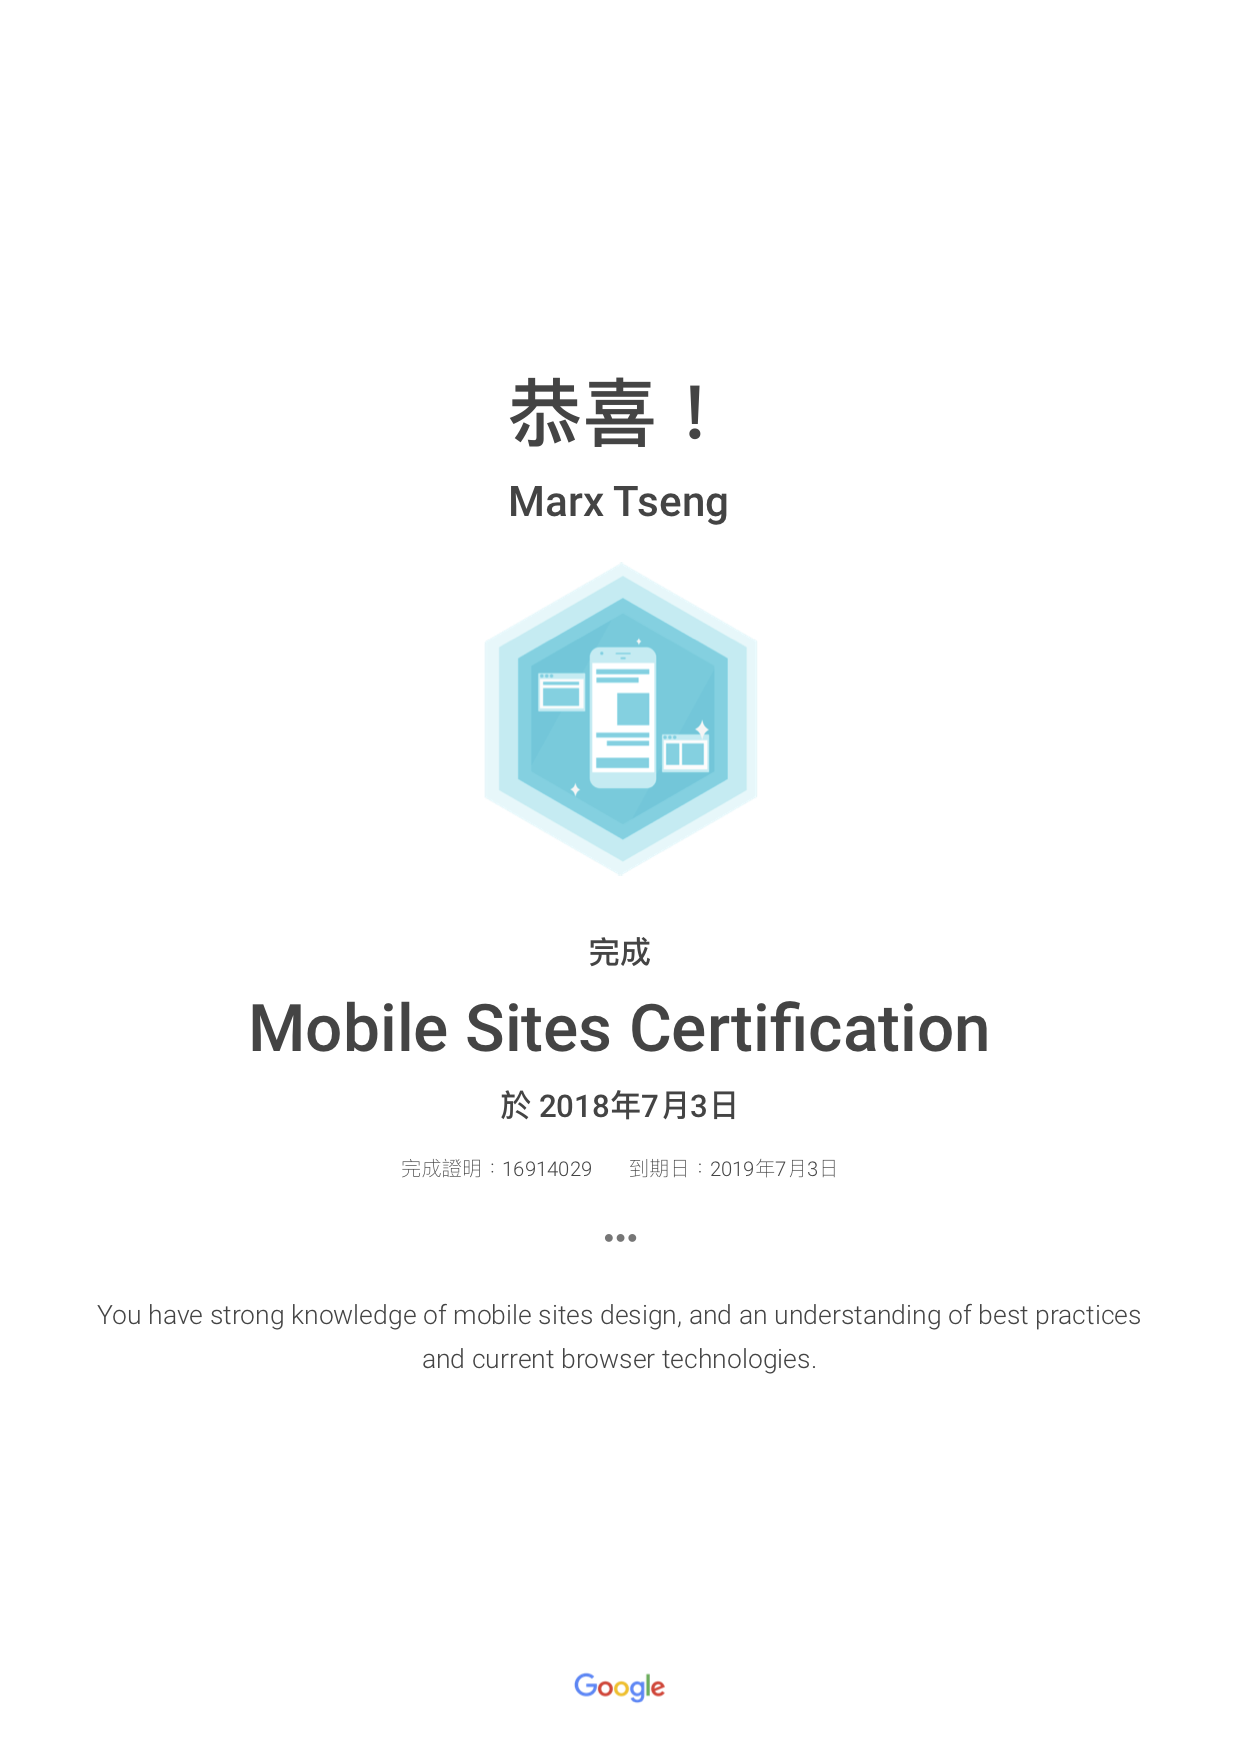 恭喜！
Marx Tseng
完成
Mobile Sites Certification
於 2018年7月3日
完成證明：16914029 到期日：2019年7月3日
•••
You have strong knowledge of mobile sites design, and an understanding of best practices
and current browser technologies.
Google